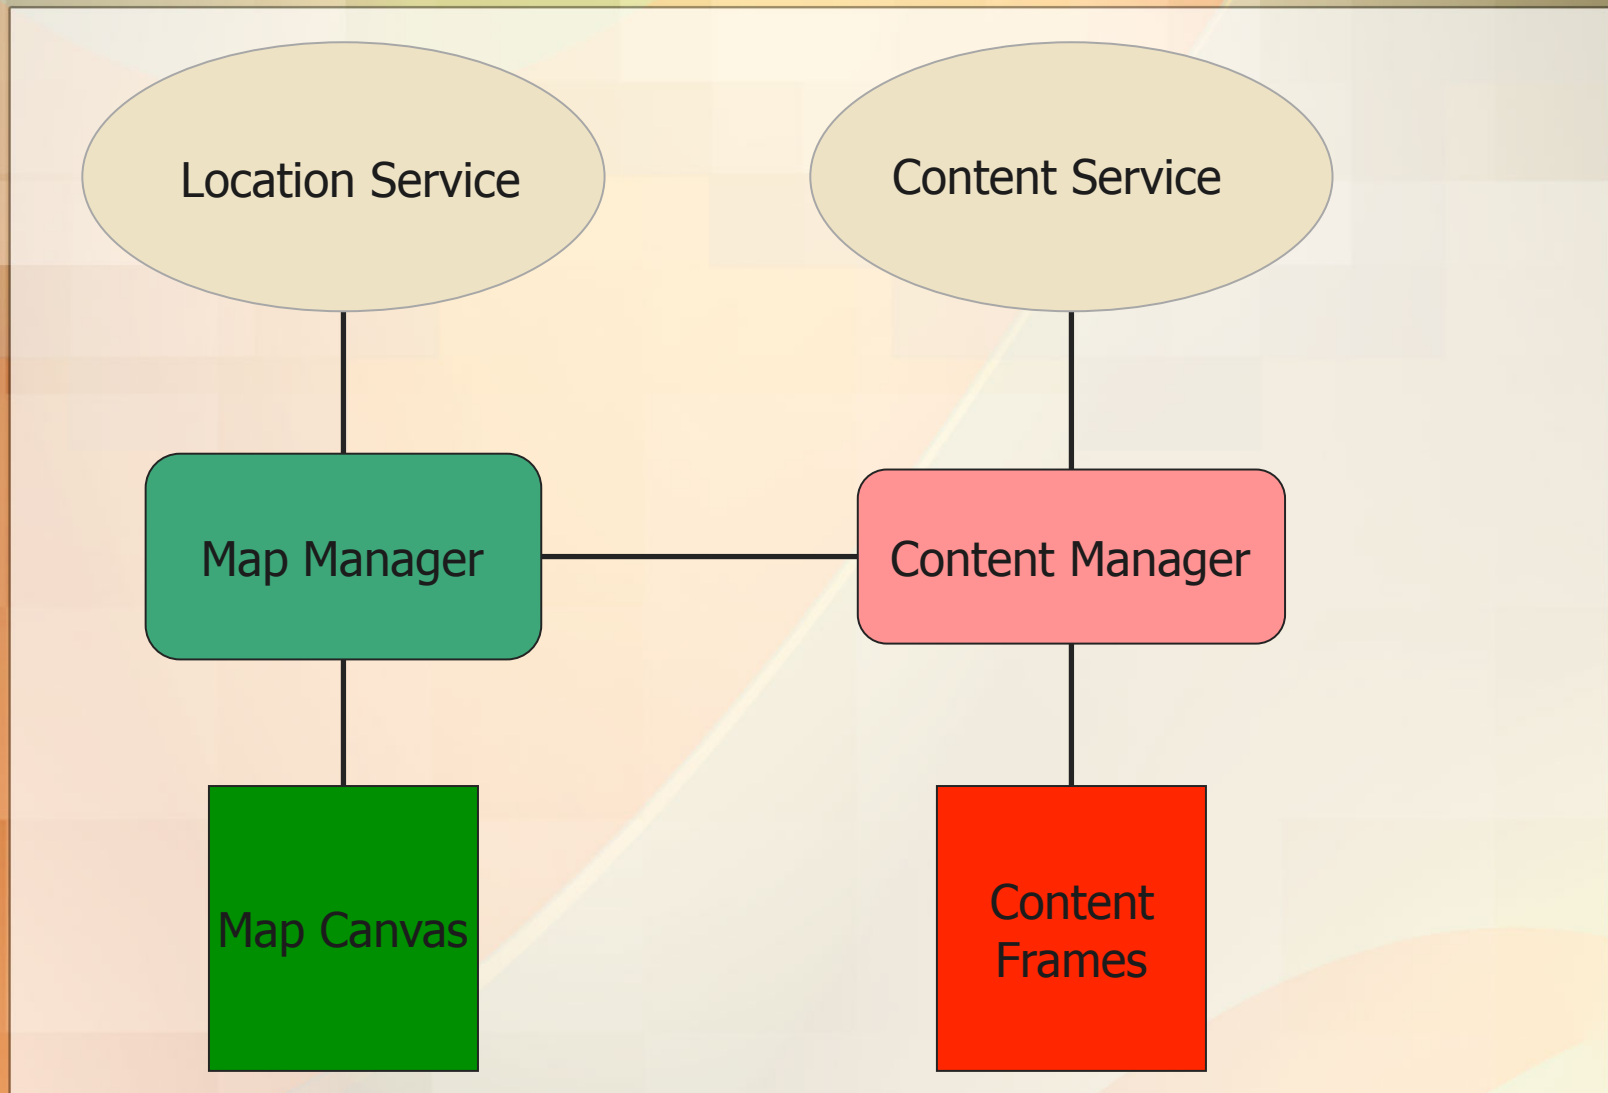 Location Service
Content Service
Map Manager
Content Manager
Map Canvas
Content
Frames